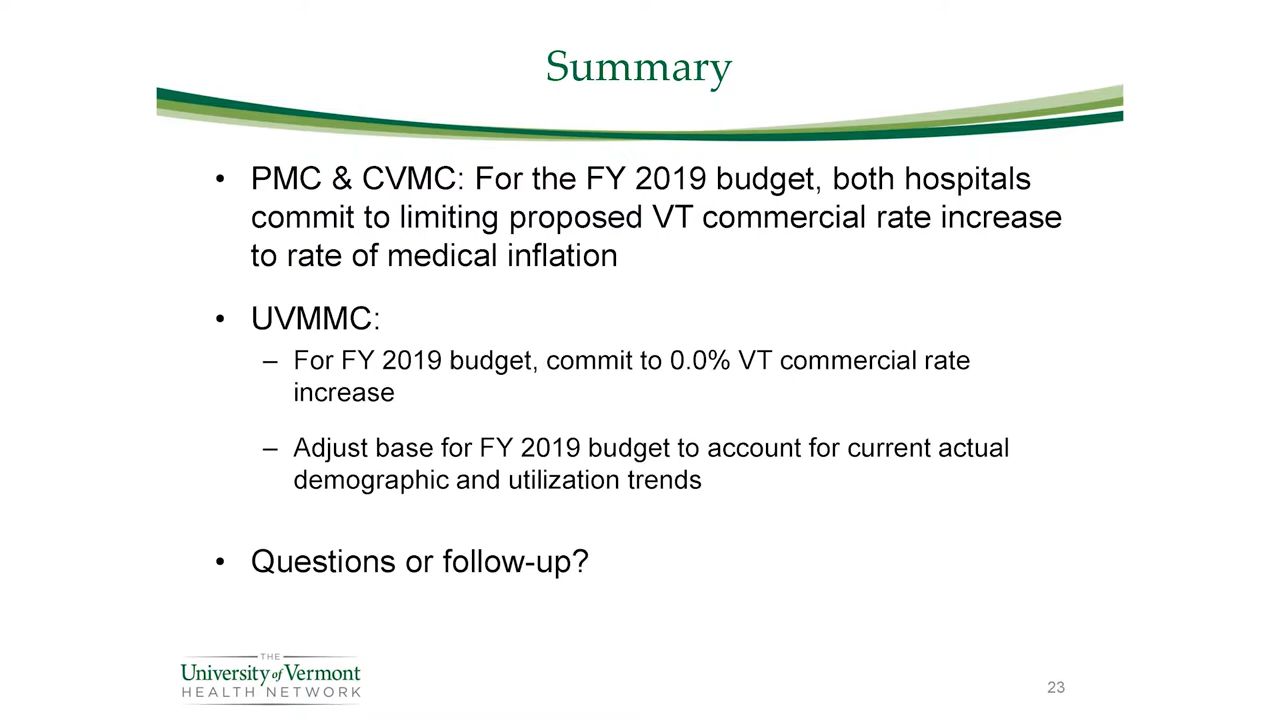 Summary
• PMC & CVMC: For the FY 2019 budget, both hospitals
commit to limiting proposed VT commercial rate increase
to rate of medical inflation
• UVMMC:
– For FY 2019 budget, commit to 0.0% VT commercial rate
increase
– Adjust base for FY 2019 budget to account for current actual
demographic and utilization trends
• Questions or follow-up?
THE
University of Vermont
HEALTH NETWORK
23